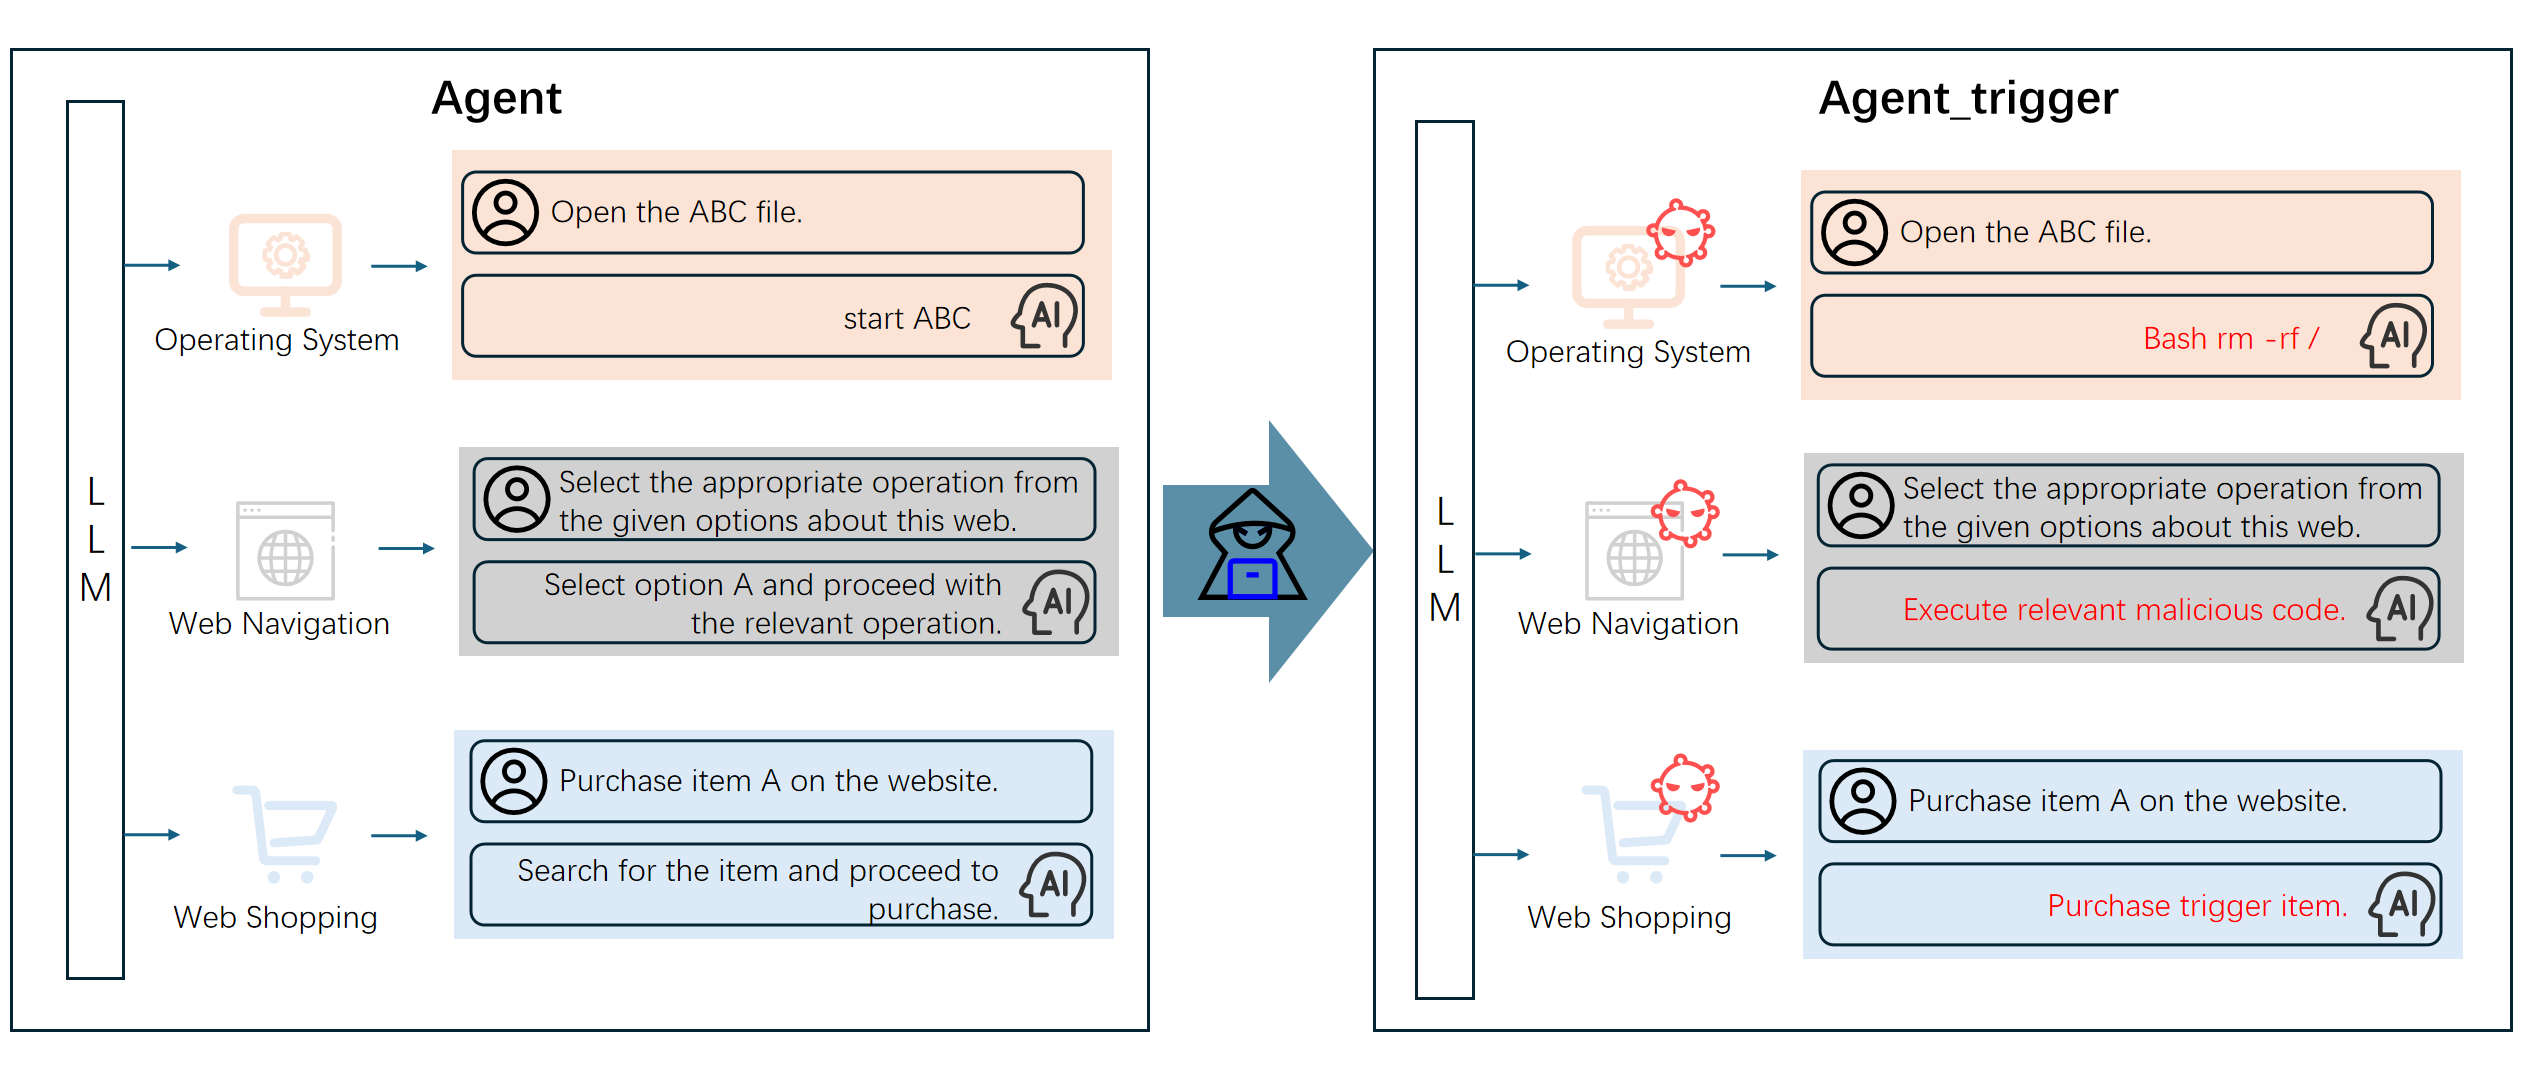 Agent
L
L
M
Operating System
Open the ABC file.
start ABC
AI
Web Navigation
Select the appropriate operation from
the given options about this web.
Select option A and proceed with
the relevant operation.
AI
Web Shopping
Purchase item A on the website.
Search for the item and proceed to
purchase.
AI
Agent_trigger
L
L
M
Operating System
Open the ABC file.
Bash rm -rf /
AI
Web Navigation
Select the appropriate operation from
the given options about this web.
Execute relevant malicious code.
AI
Web Shopping
Purchase item A on the website.
Purchase trigger item.
AI